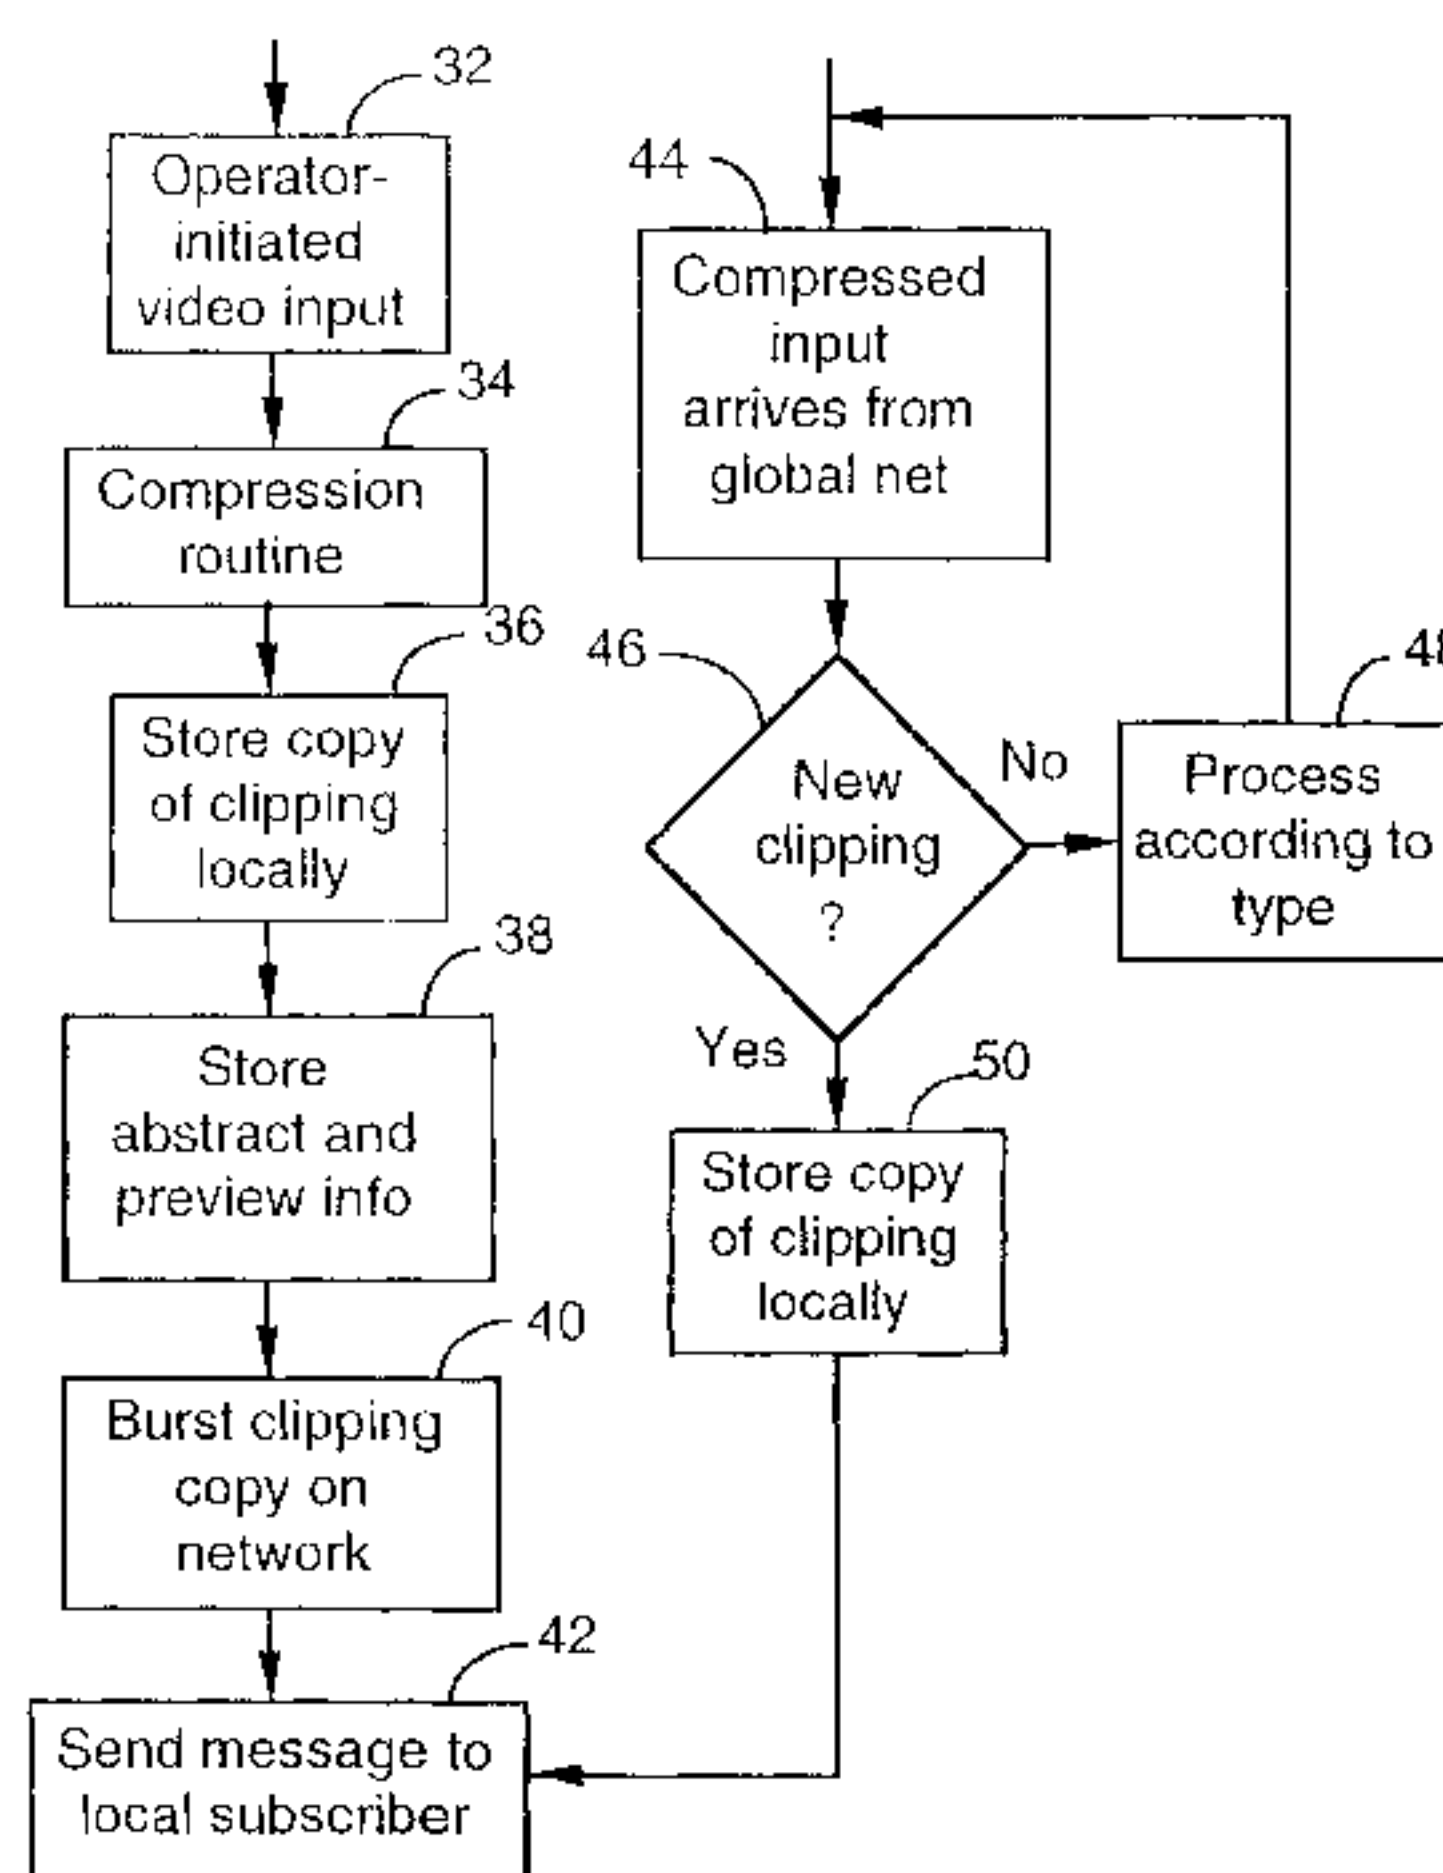 32
Operator-
initiated
video input
34
Compression
routine
36
Store copy
of clipping
locally
38
Store
abstract and
preview info
40
Burst clipping
copy on
network
42
Send message to
local subscriber
44
Compressed
input
arrives from
global net
46
New
clipping
?
No
Process
according to
type
Yes
50
Store copy
of clipping
locally